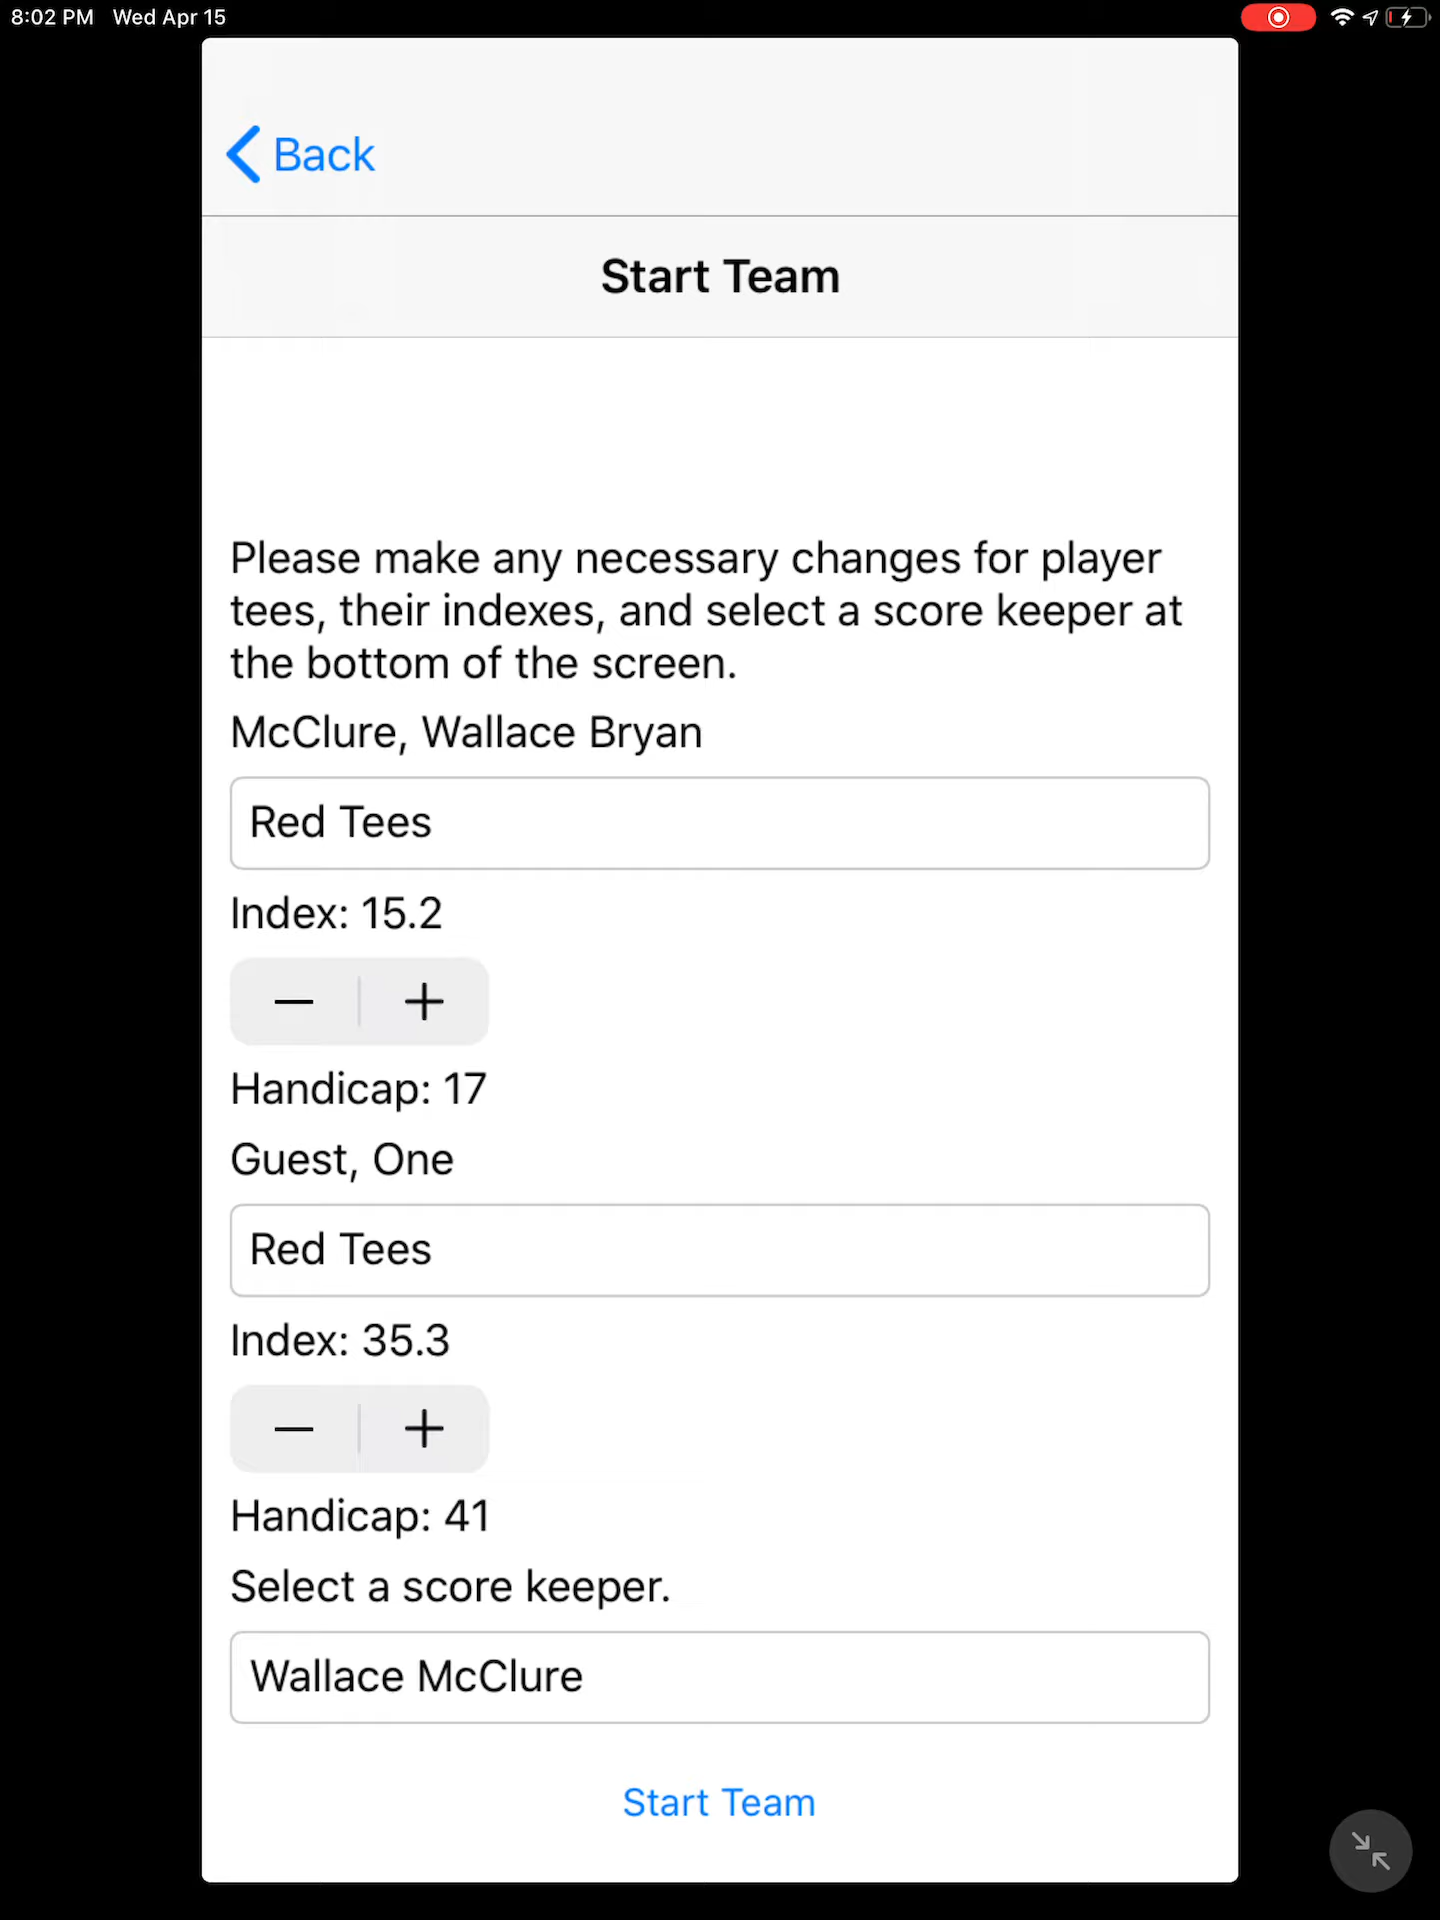 8:02 PM Wed Apr 15
Back
Start Team
Please make any necessary changes for player
tees, their indexes, and select a score keeper at
the bottom of the screen.
McClure, Wallace Bryan
Red Tees
Index: 15.2
Handicap: 17
Guest, One
Red Tees
Index: 35.3
Handicap: 41
Select a score keeper.
Wallace McClure
Start Team